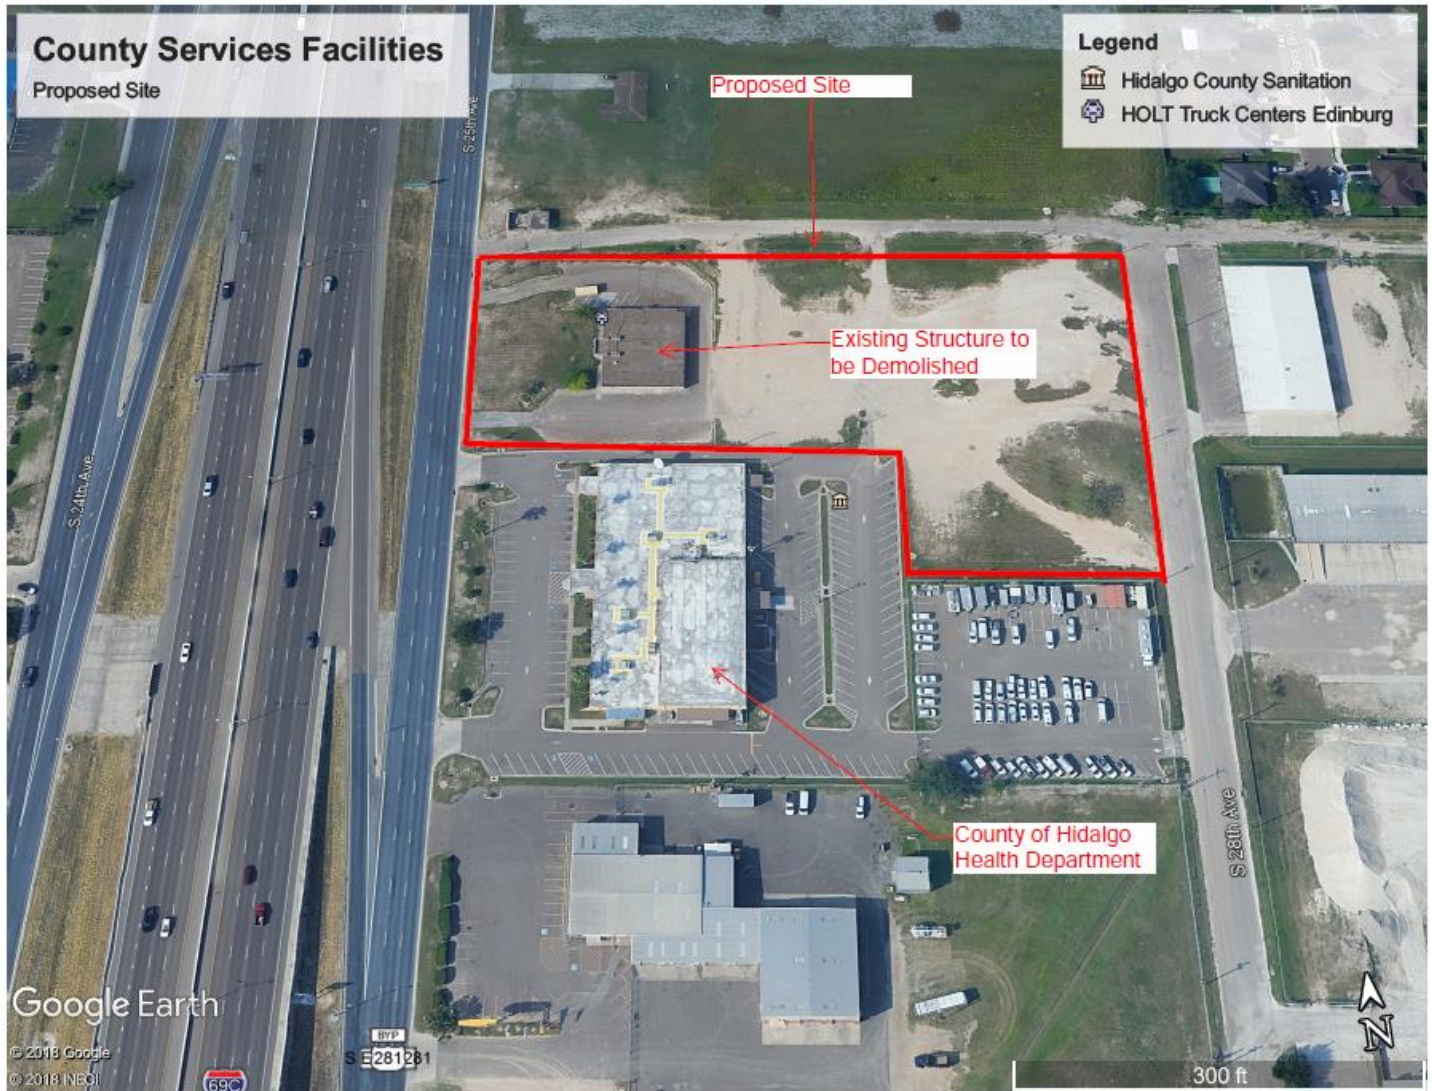 County Services Facilities
Proposed Site
Legend
Hidalgo County Sanitation
HOLT Truck Centers Edinburg
Proposed Site
S 25th Ave
Existing Structure to
be Demolished
S 24th Ave
County of Hidalgo
Health Department
S 28th Ave
Google Earth
BYP
S E281281
© 2018 Google
© 2018 INEGI
69C
N
300 ft